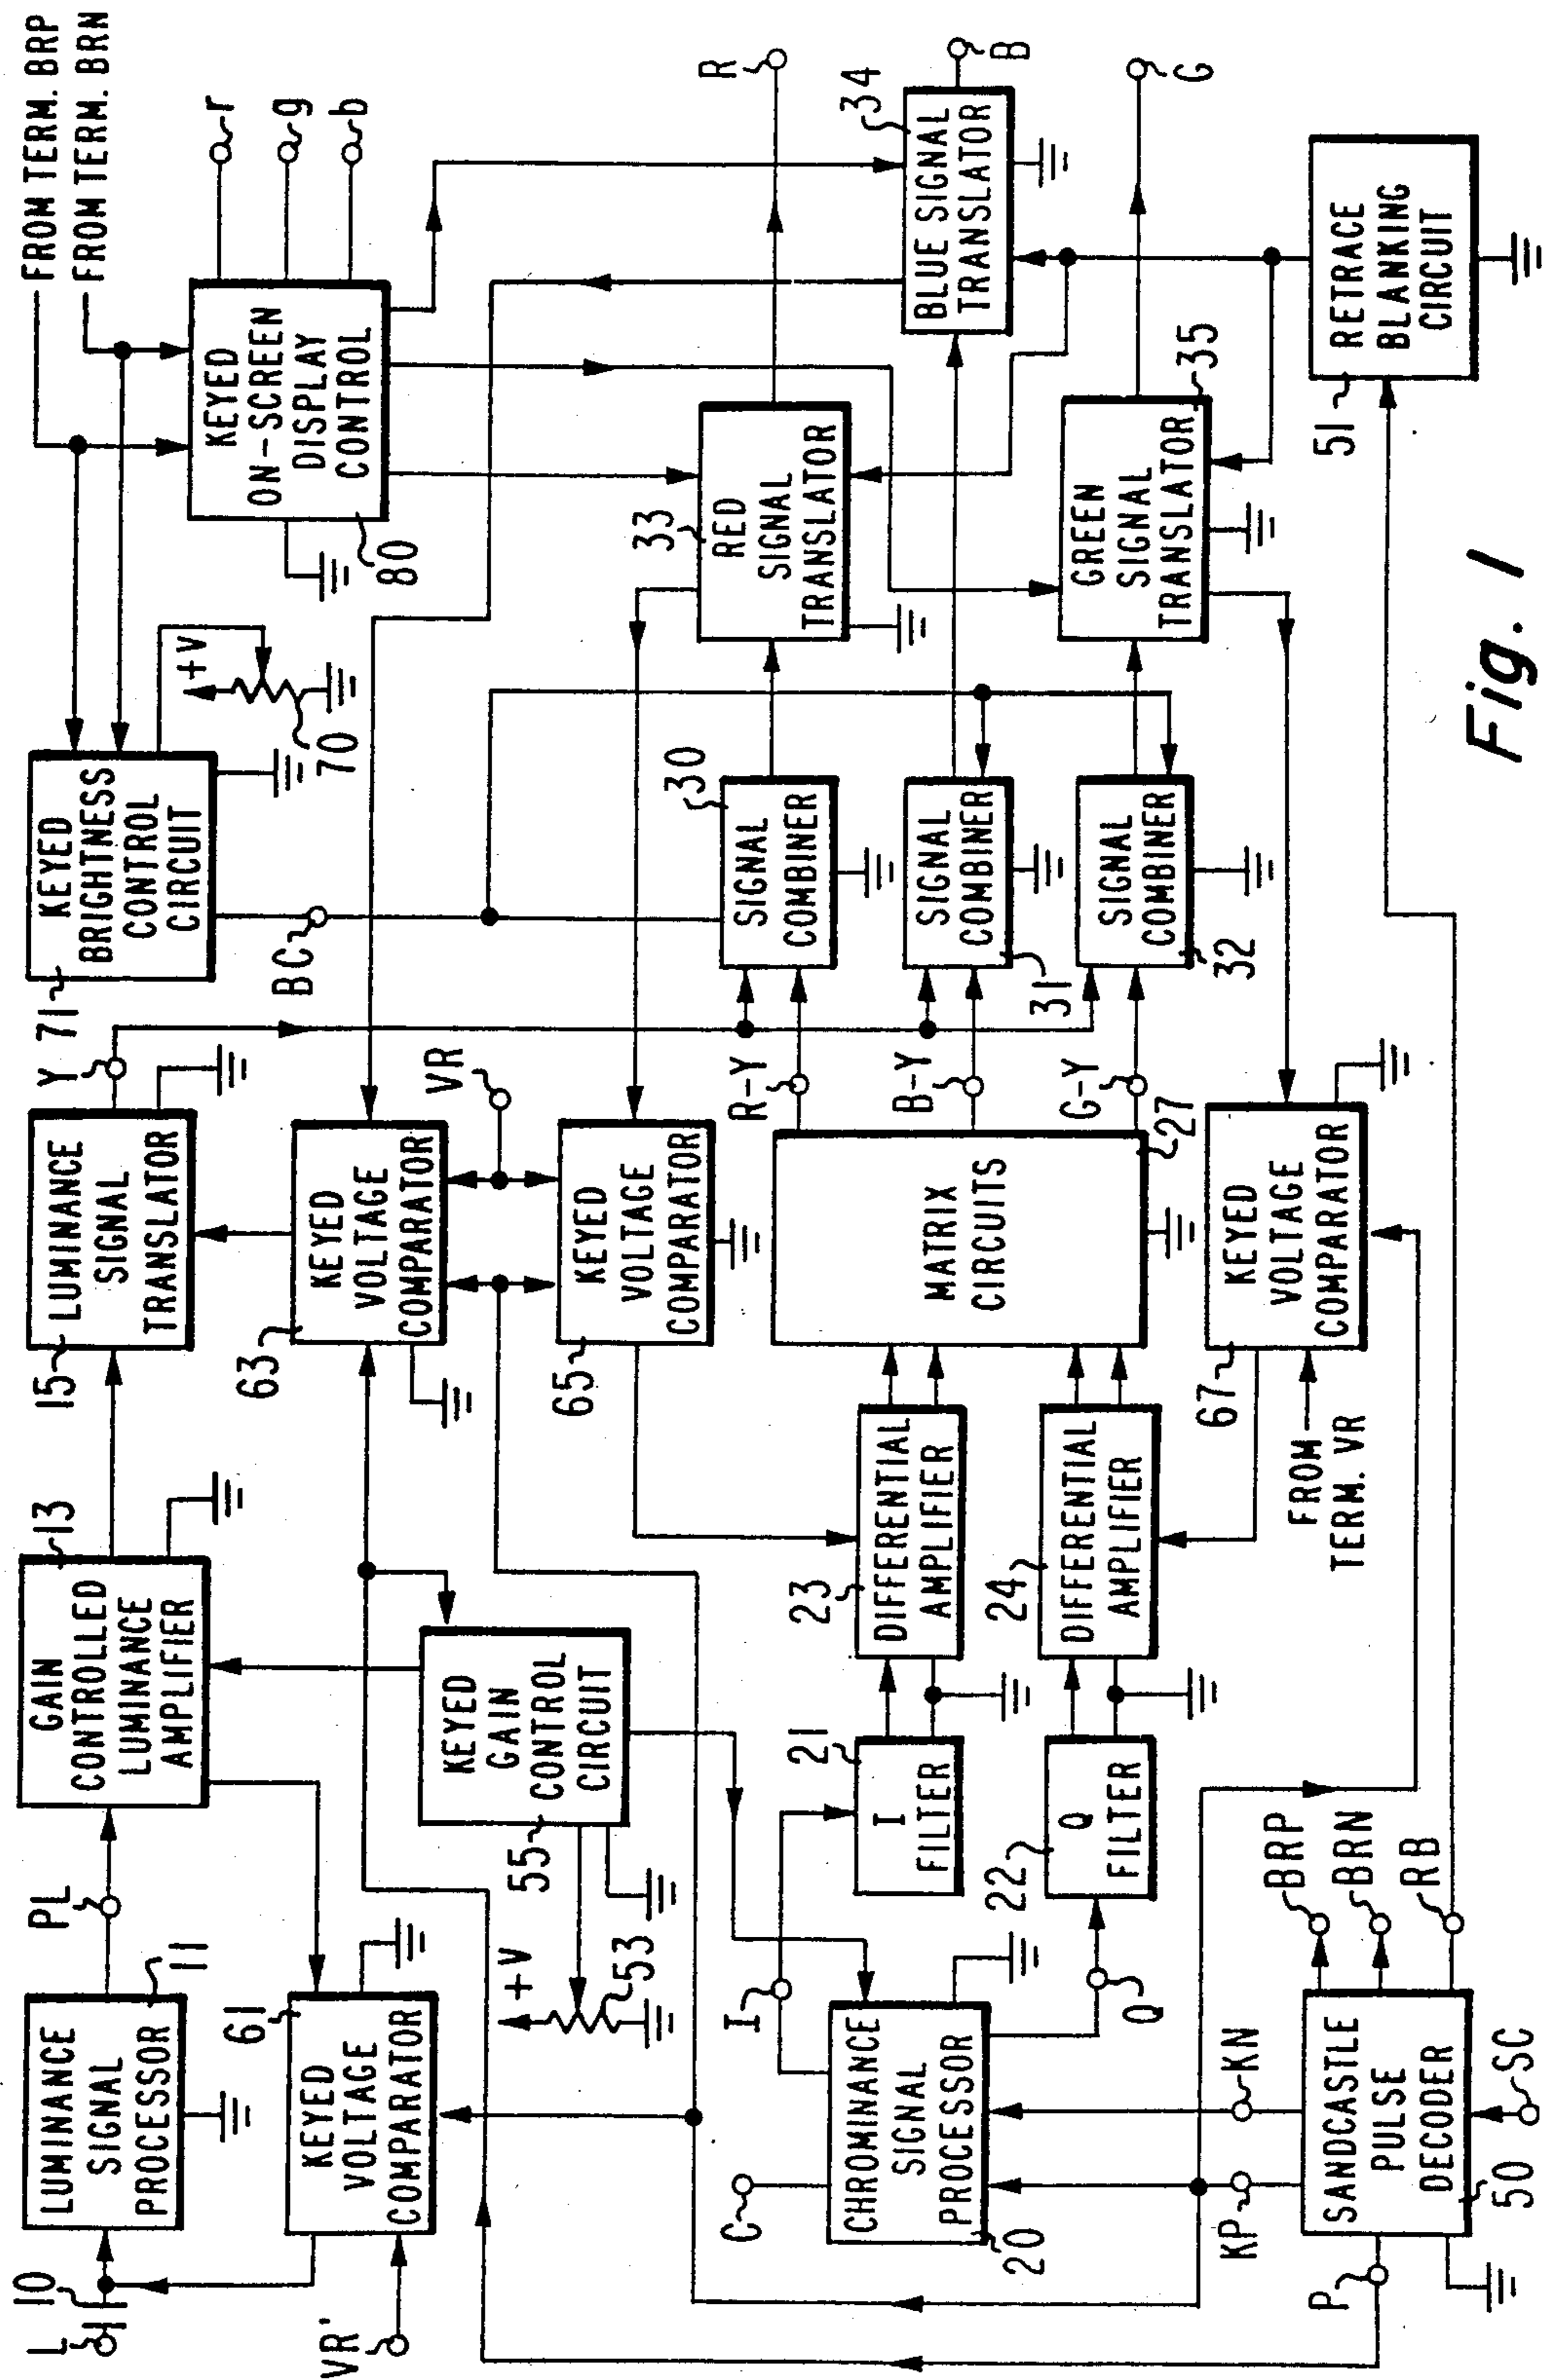 FROM TERM. BRP
FROM TERM. BRN
L
10
LUMINANCE
SIGNAL
PROCESSOR
11
PL
GAIN
CONTROLLED
LUMINANCE
AMPLIFIER
13
LUMINANCE
SIGNAL
TRANSLATOR
15
Y
KEYED
BRIGHTNESS
CONTROL
CIRCUIT
71
BC
+V
70
KEYED
ON-SCREEN
DISPLAY
CONTROL
80
r
g
b
VR'
KEYED
VOLTAGE
COMPARATOR
61
+V
53
KEYED
GAIN
CONTROL
CIRCUIT
55
KEYED
VOLTAGE
COMPARATOR
63
VR
KEYED
VOLTAGE
COMPARATOR
65
C
CHROMINANCE
SIGNAL
PROCESSOR
20
I
Q
I
FILTER
21
Q
FILTER
22
DIFFERENTIAL
AMPLIFIER
23
DIFFERENTIAL
AMPLIFIER
24
MATRIX
CIRCUITS
27
R-Y
B-Y
G-Y
SIGNAL
COMBINER
30
SIGNAL
COMBINER
31
SIGNAL
COMBINER
32
RED
SIGNAL
TRANSLATOR
33
BLUE SIGNAL
TRANSLATOR
34
GREEN
SIGNAL
TRANSLATOR
35
R
B
G
KEYED
VOLTAGE
COMPARATOR
67
FROM
TERM. VR
KP
KN
P
SANDCASTLE
PULSE
DECODER
50
SC
BRP
BRN
RB
RETRACE
BLANKING
CIRCUIT
51
Fig. 1